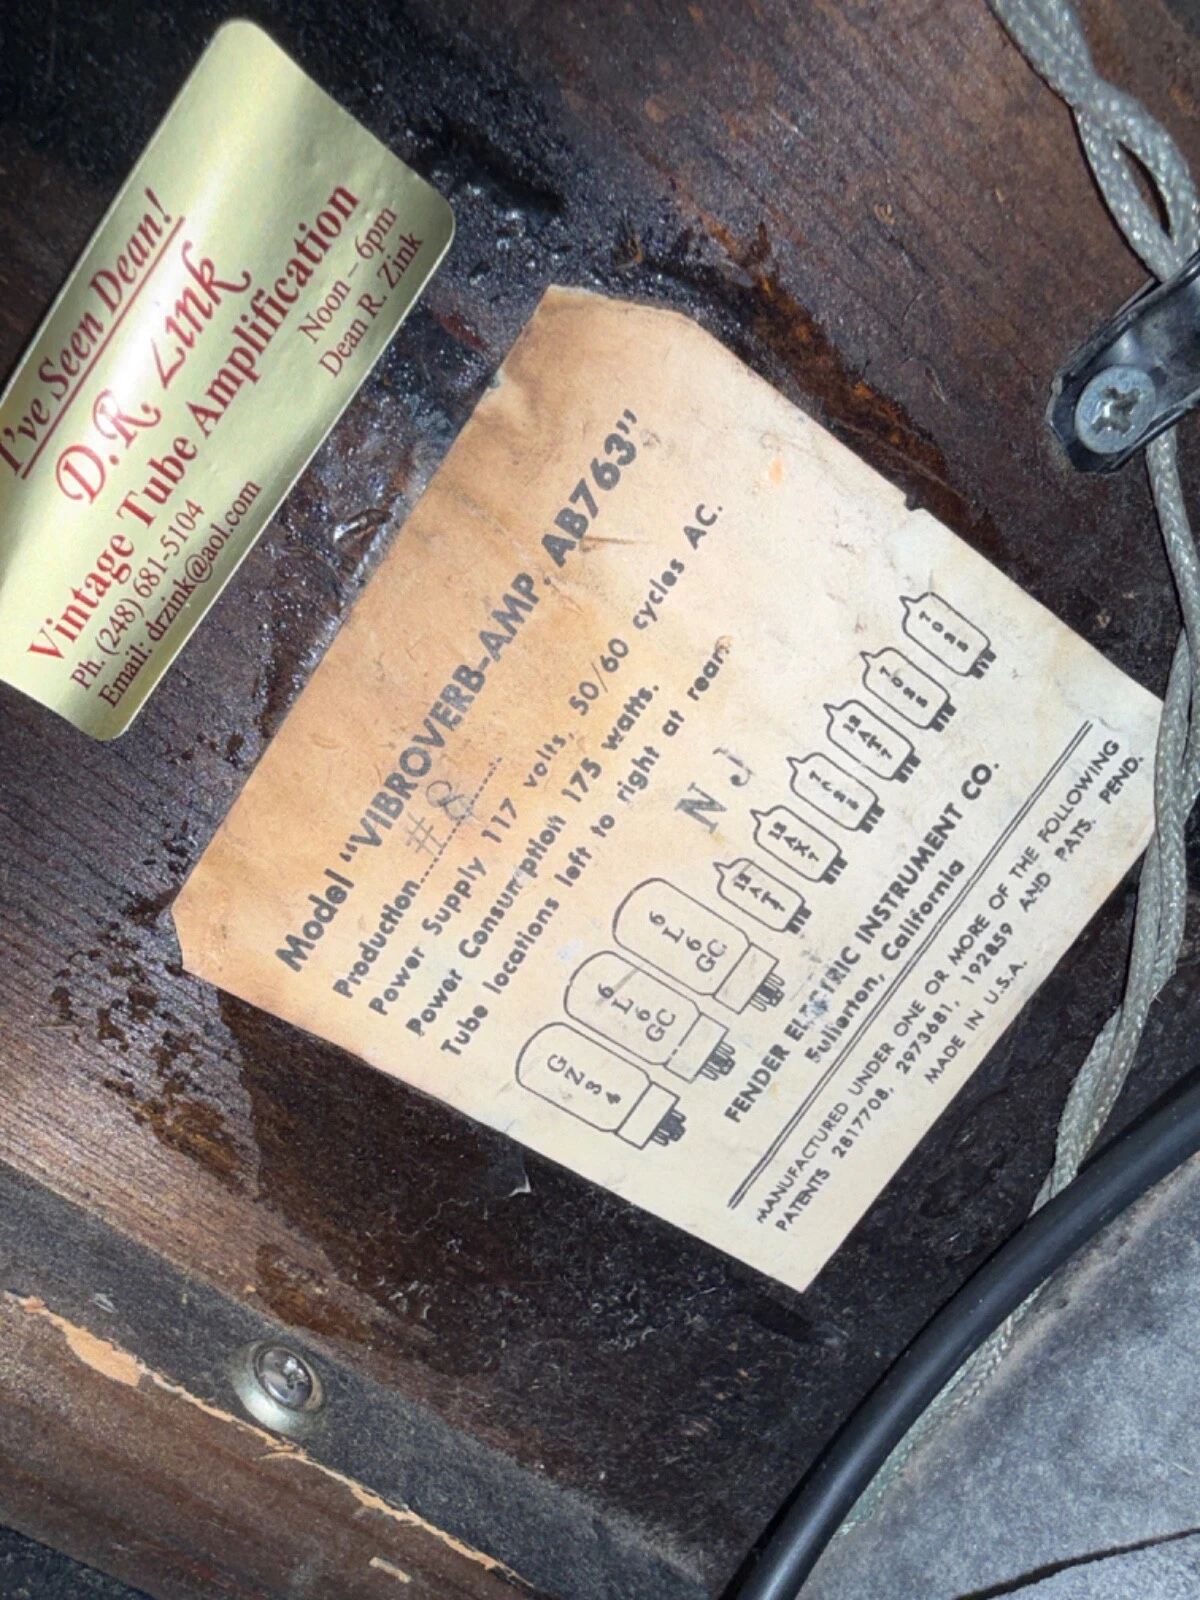 I've Seen Dean!
D.R Zink
Vintage Tube Amplification
Ph. (248) 681-5104 Noon – 6pm
Email: drzink@aol.com Dean R. Zink
Model "VIBROVERB-AMP, AB763"
Production # 8
Power Supply 117 volts, 50/60 cycles AC.
Power Consumption 175 watts.
Tube locations left to right at rear.
N J
GZ34 6L6GC 6L6GC 12AT7 12AX7 7025 12AT7 7025 7025
FENDER ELECTRIC INSTRUMENT CO.
Fullerton, California
MANUFACTURED UNDER ONE OR MORE OF THE FOLLOWING
PATENTS 2817708, 2973681, 192859 AND PATS. PEND.
MADE IN U.S.A.